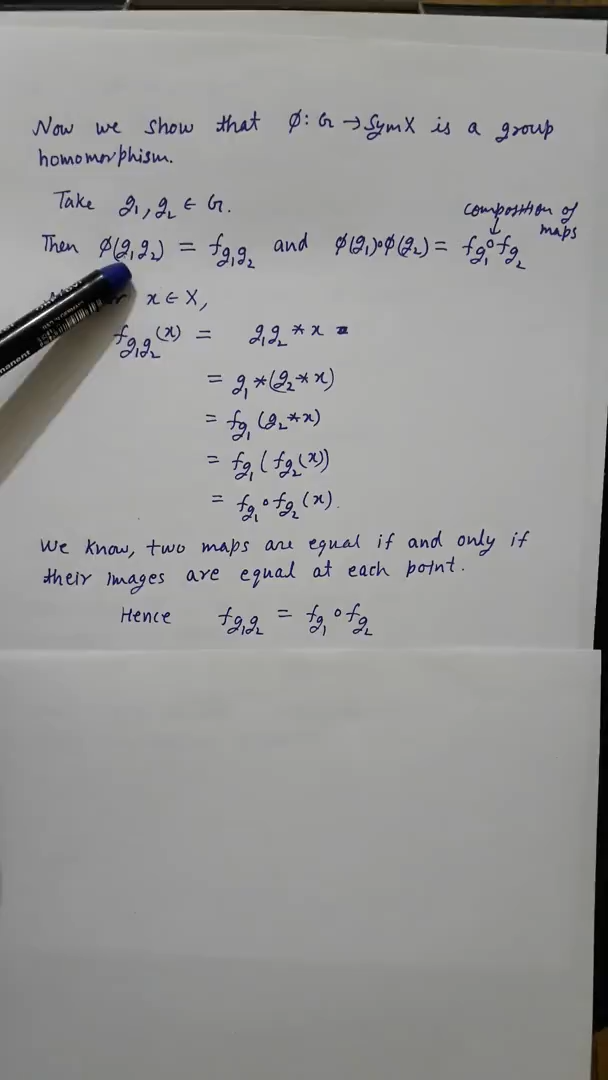 Now we show that φ: G → Sym X is a group
homomorphism.
Take g₁, g₂ ∈ G.
composition of
maps
↓
Then φ(g₁g₂) = f_{g₁g₂} and φ(g₁)∘φ(g₂) = f_{g₁}∘f_{g₂}
x ∈ X,
f_{g₁g₂}(x) = g₁g₂ * x
= g₁*(g₂*x)
= f_{g₁}(g₂*x)
= f_{g₁}(f_{g₂}(x))
= f_{g₁}∘f_{g₂}(x).
We know, two maps are equal if and only if
their images are equal at each point.
Hence f_{g₁g₂} = f_{g₁}∘f_{g₂}